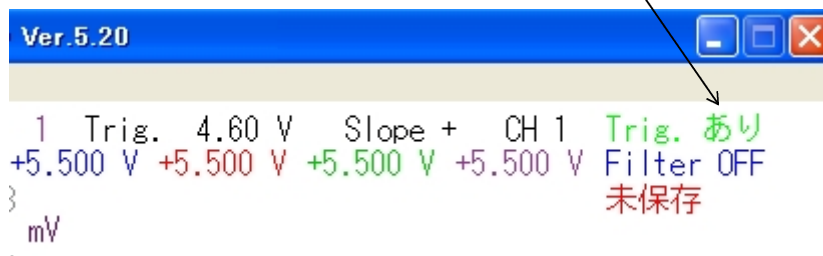 Ver.5.20
1 Trig. 4.60 V Slope + CH 1 Trig. あり
+5.500 V +5.500 V +5.500 V +5.500 V Filter OFF
未保存
mV